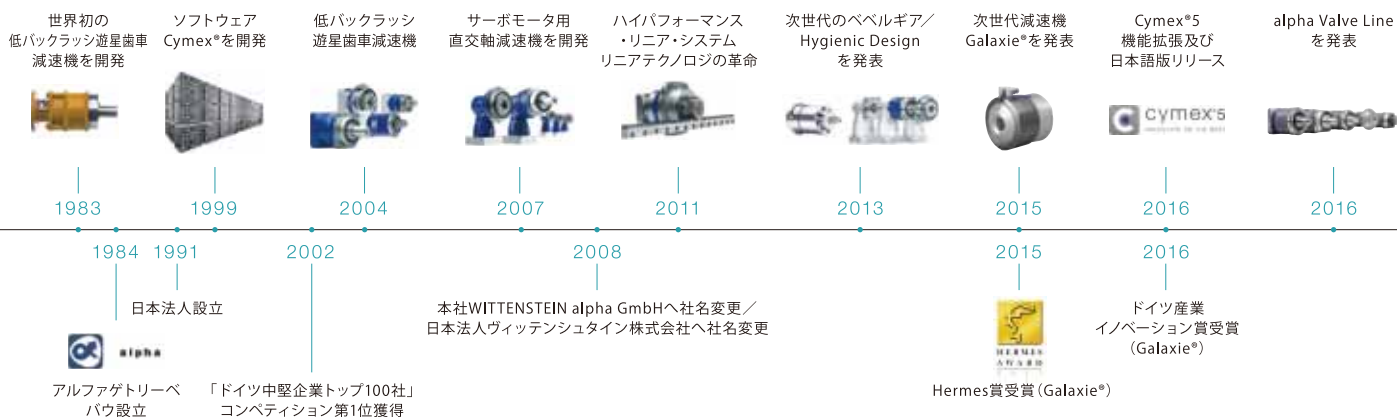 世界初の
低バックラッシ遊星歯車
減速機を開発
ソフトウェア
Cymex®を開発
低バックラッシ
遊星歯車減速機
サーボモータ用
直交軸減速機を開発
ハイパフォーマンス
・リニア・システム
リニアテクノロジの革命
次世代のベベルギア/
Hygienic Design
を発表
次世代減速機
Galaxie®を発表
Cymex®5
機能拡張及び
日本語版リリース
alpha Valve Line
を発表
cymex®5
1983
1999
2004
2007
2011
2013
2015
2016
2016
1984
1991
2002
2008
2015
2016
日本法人設立
alpha
アルファゲトリーベ
バウ設立
「ドイツ中堅企業トップ100社」
コンペティション第1位獲得
本社WITTENSTEIN alpha GmbHへ社名変更/
日本法人ヴィッテンシュタイン株式会社へ社名変更
HERMES
AWARD
Hermes賞受賞(Galaxie®)
ドイツ産業
イノベーション賞受賞
(Galaxie®)